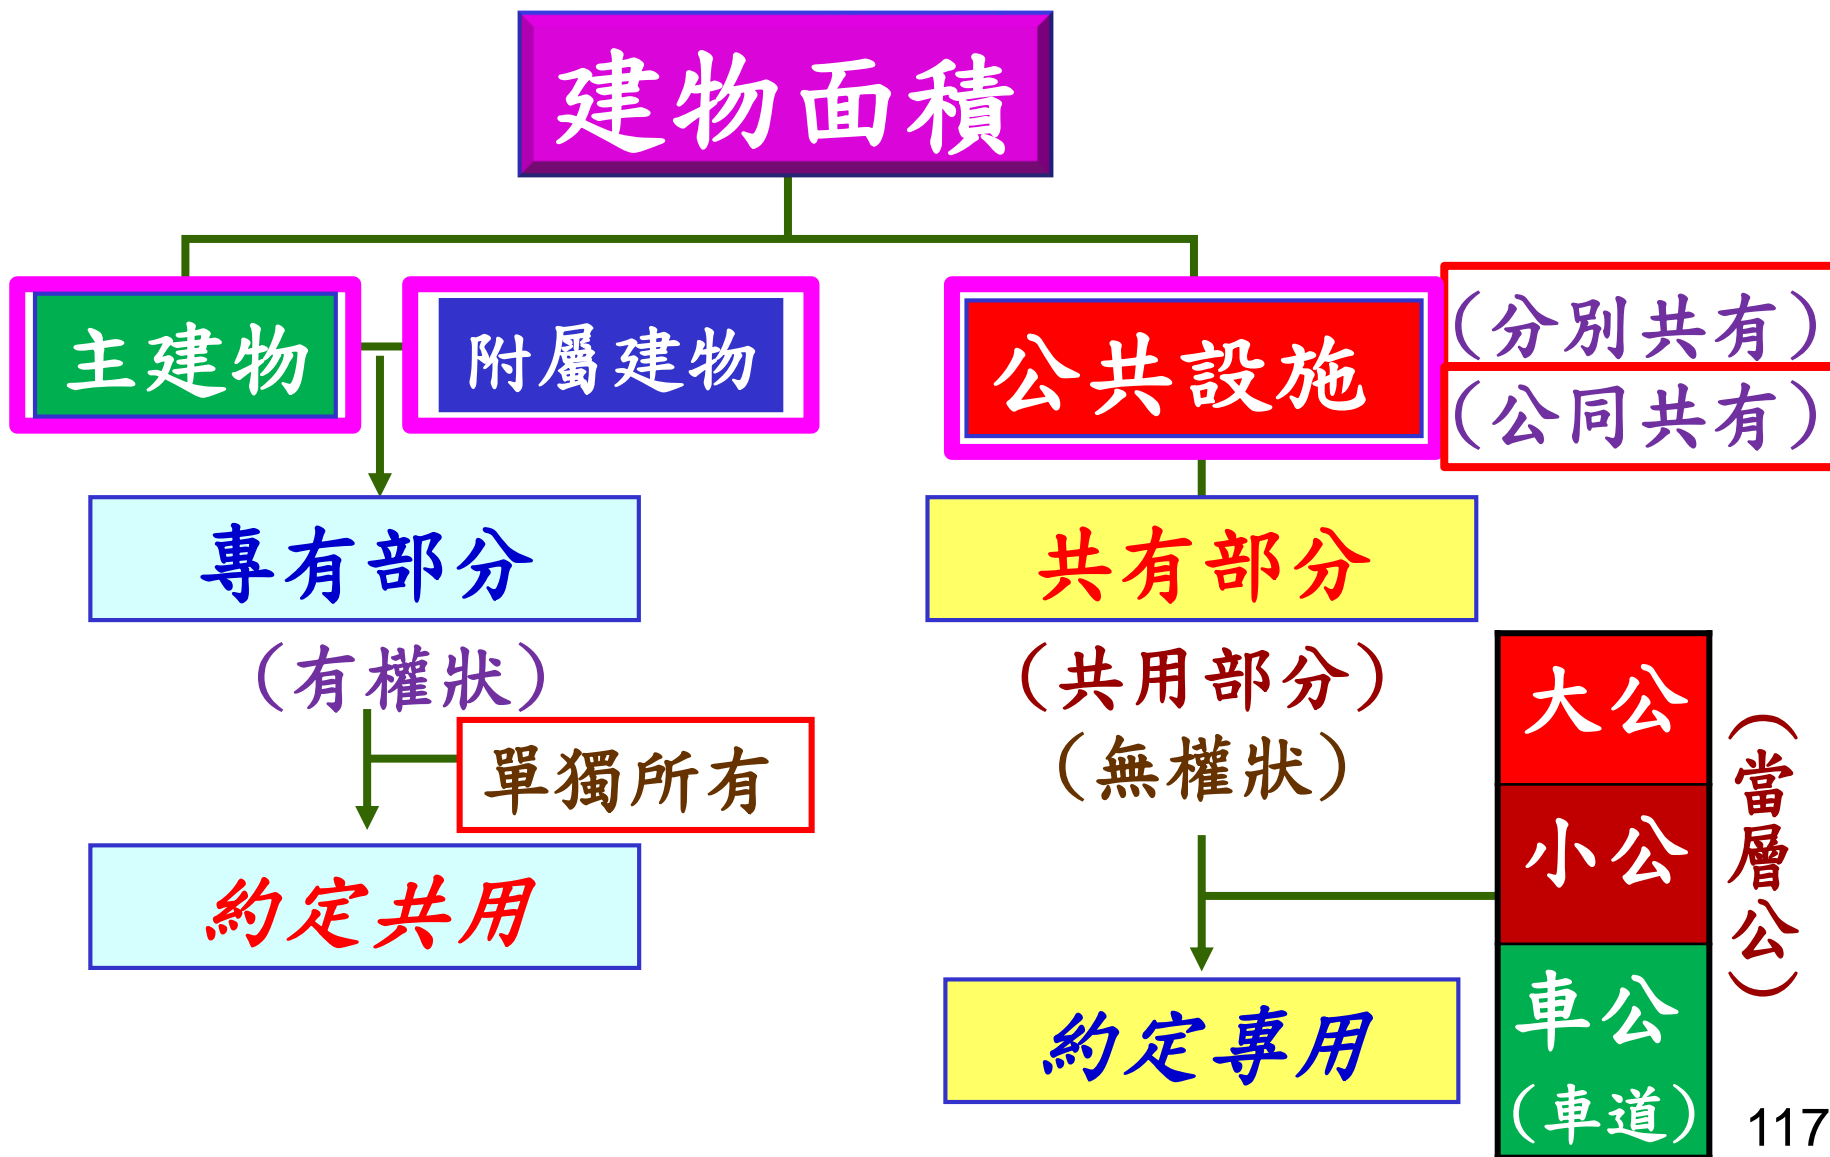 建物面積
主建物
附屬建物
公共設施
（分別共有）
（公同共有）
專有部分
（有權狀）
單獨所有
約定共用
共有部分
（共用部分）
（無權狀）
約定專用
大公
小公
車公
（車道）
（當層公）
117